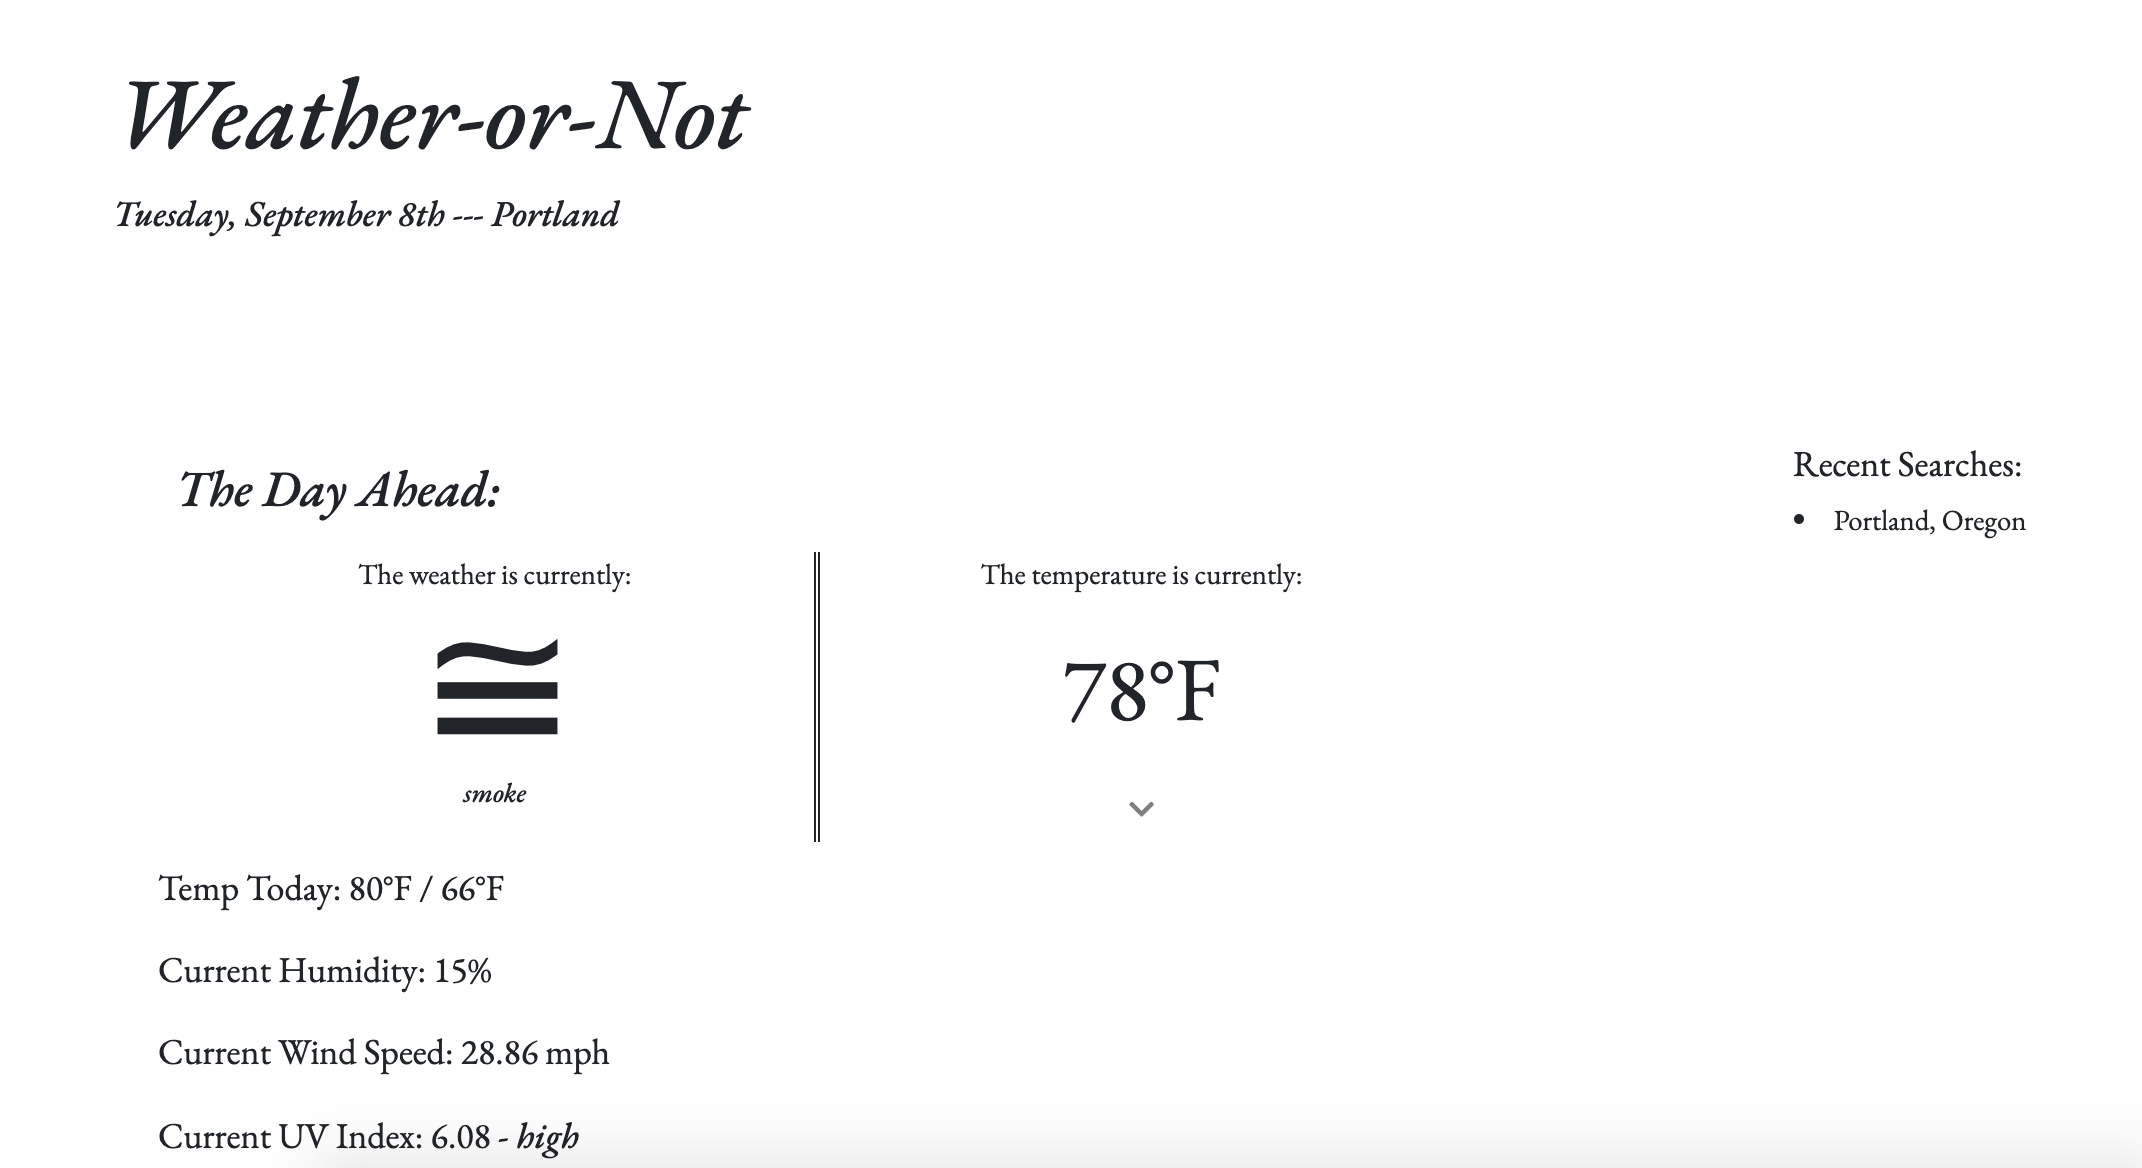 Weather-or-Not
Tuesday, September 8th --- Portland
The Day Ahead:
The weather is currently:
smoke
The temperature is currently:
78°F
Temp Today: 80°F / 66°F
Current Humidity: 15%
Current Wind Speed: 28.86 mph
Current UV Index: 6.08 - high
Recent Searches:
• Portland, Oregon